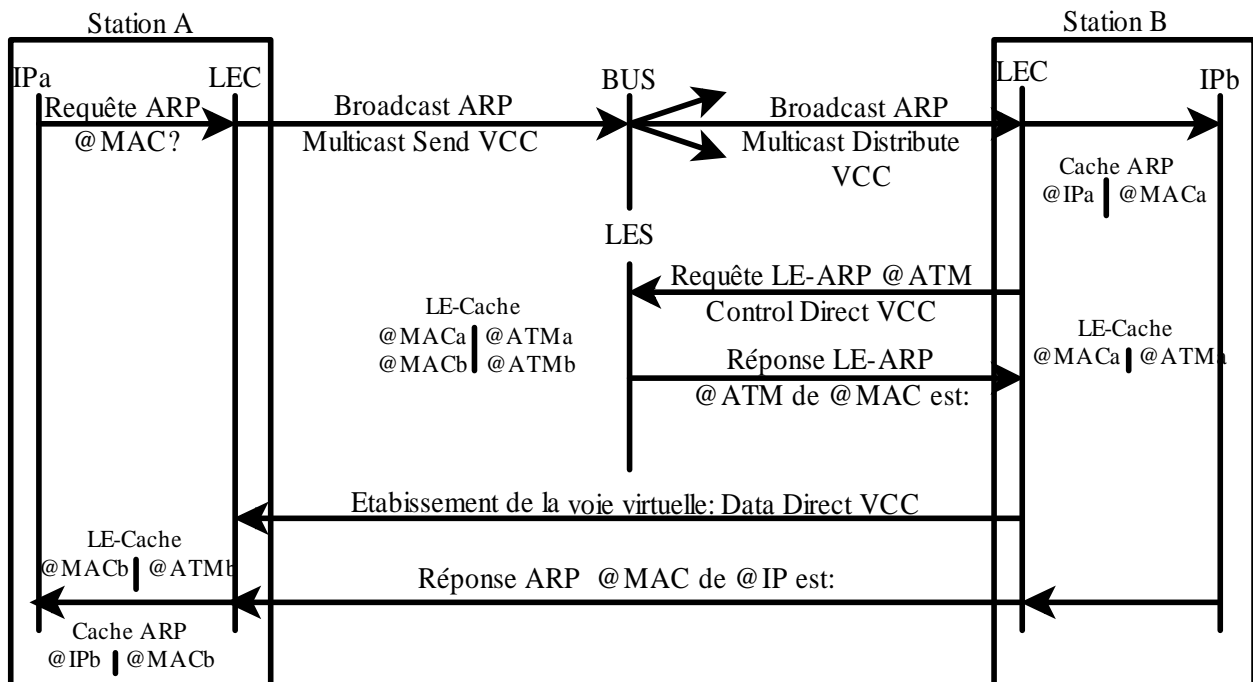 Station A
Station B
IPa
LEC
BUS
LEC
IPb
Requête ARP
@MAC?
Broadcast ARP
Multicast Send VCC
Broadcast ARP
Multicast Distribute
VCC
Cache ARP
@IPa @MACa
LES
Requête LE-ARP @ATM
Control Direct VCC
LE-Cache
@MACa @ATMa
@MACb @ATMb
LE-Cache
@MACa @ATMa
Réponse LE-ARP
@ATM de @MAC est:
Etabissement de la voie virtuelle: Data Direct VCC
LE-Cache
@MACb @ATMb
Réponse ARP @MAC de @IP est:
Cache ARP
@IPb @MACb